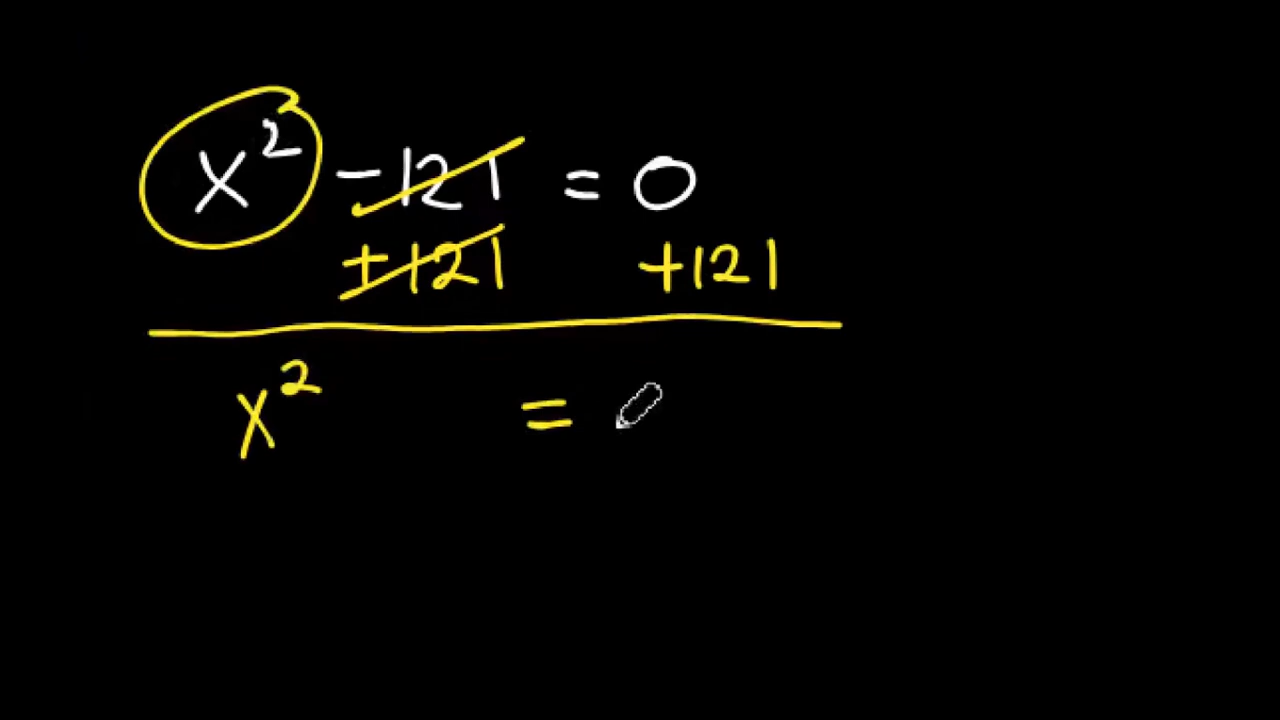 x² - 121 = 0
+121 +121
x² =